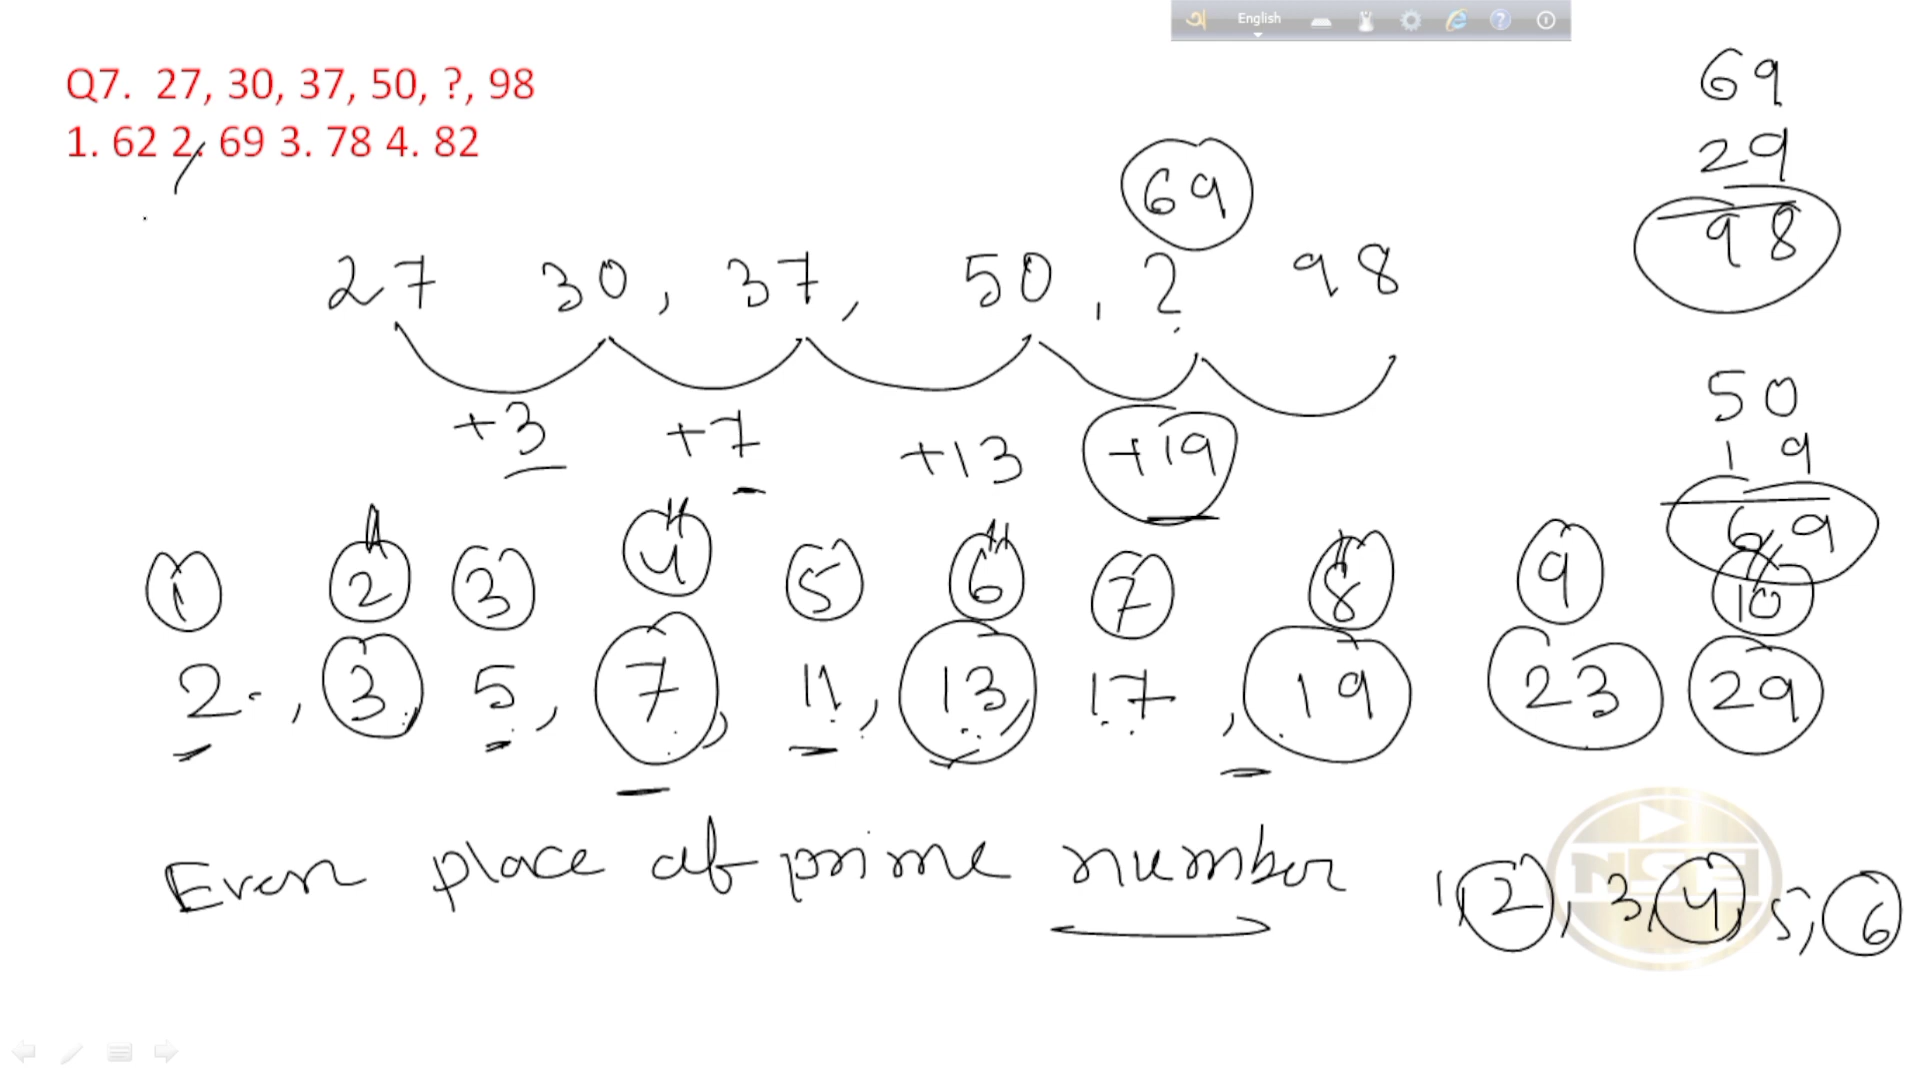 English
Q7. 27, 30, 37, 50, ?, 98
1. 62 2. 69 3. 78 4. 82
69
29
98
69
27 30, 37, 50, ? 98
+3 +7 +13 +19
50
19
69
1 2 3 4 5 6 7 8 9 10
2, 3 5, 7, 11, 13, 17, 19 23 29
Even place of prime number
1, 2, 3, 4, 5, 6
NSE